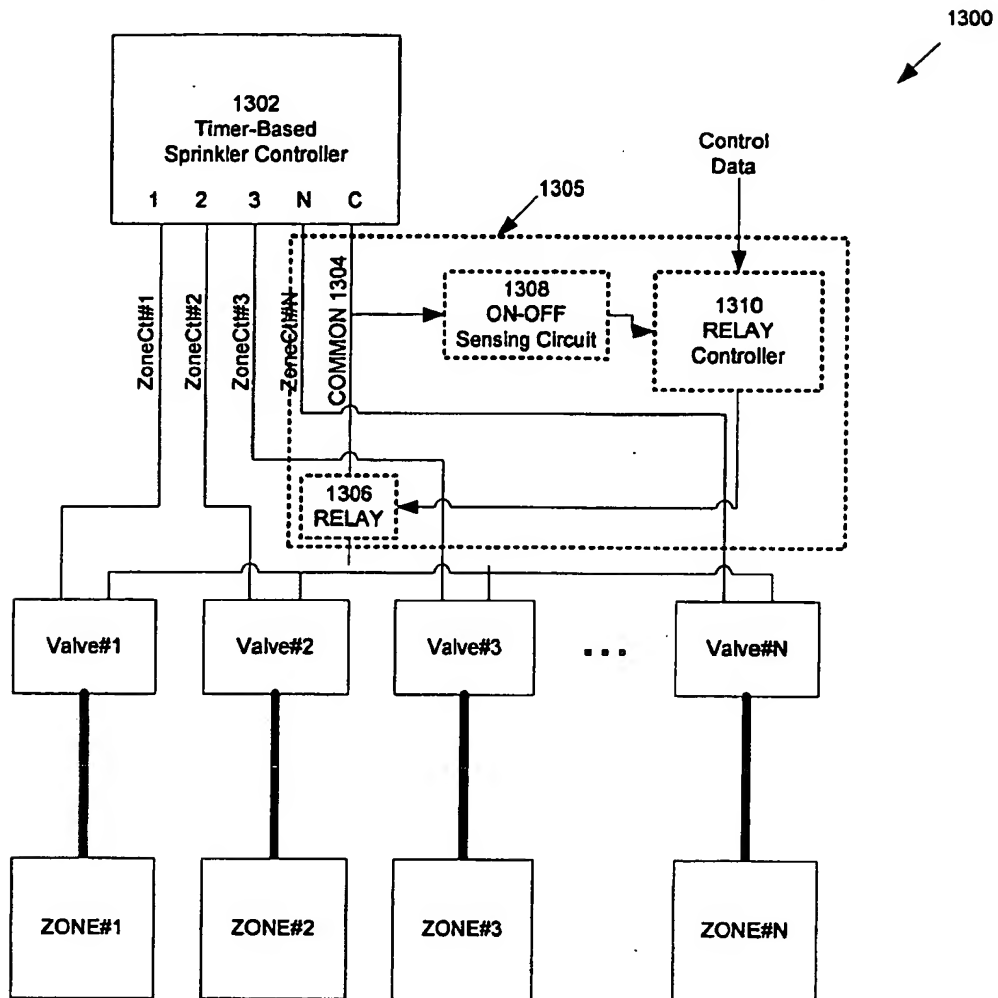 1300
1302
Timer-Based
Sprinkler Controller
1 2 3 N C
Control
Data
1305
ZoneCtl#1
ZoneCtl#2
ZoneCtl#3
ZoneCtl#N
COMMON 1304
1308
ON-OFF
Sensing Circuit
1310
RELAY
Controller
1306
RELAY
Valve#1
Valve#2
Valve#3
...
Valve#N
ZONE#1
ZONE#2
ZONE#3
ZONE#N